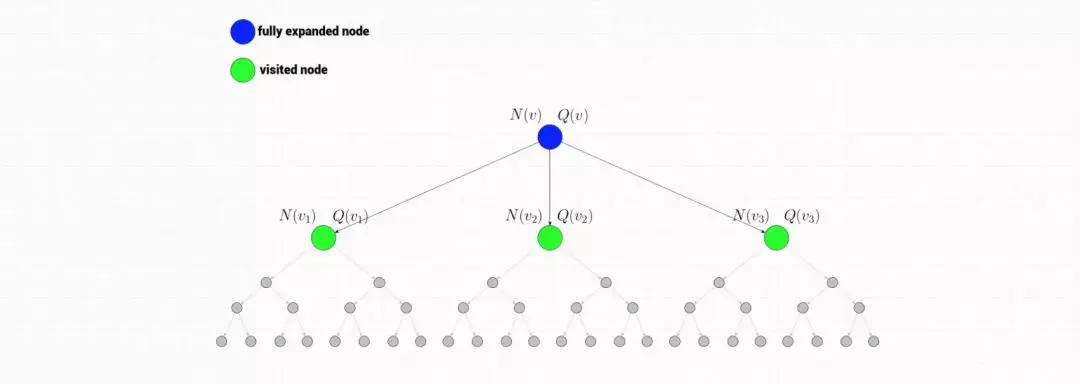 fully expanded node
visited node
N(v) Q(v)
N(v₁) Q(v₁) N(v₂) Q(v₂) N(v₃) Q(v₃)